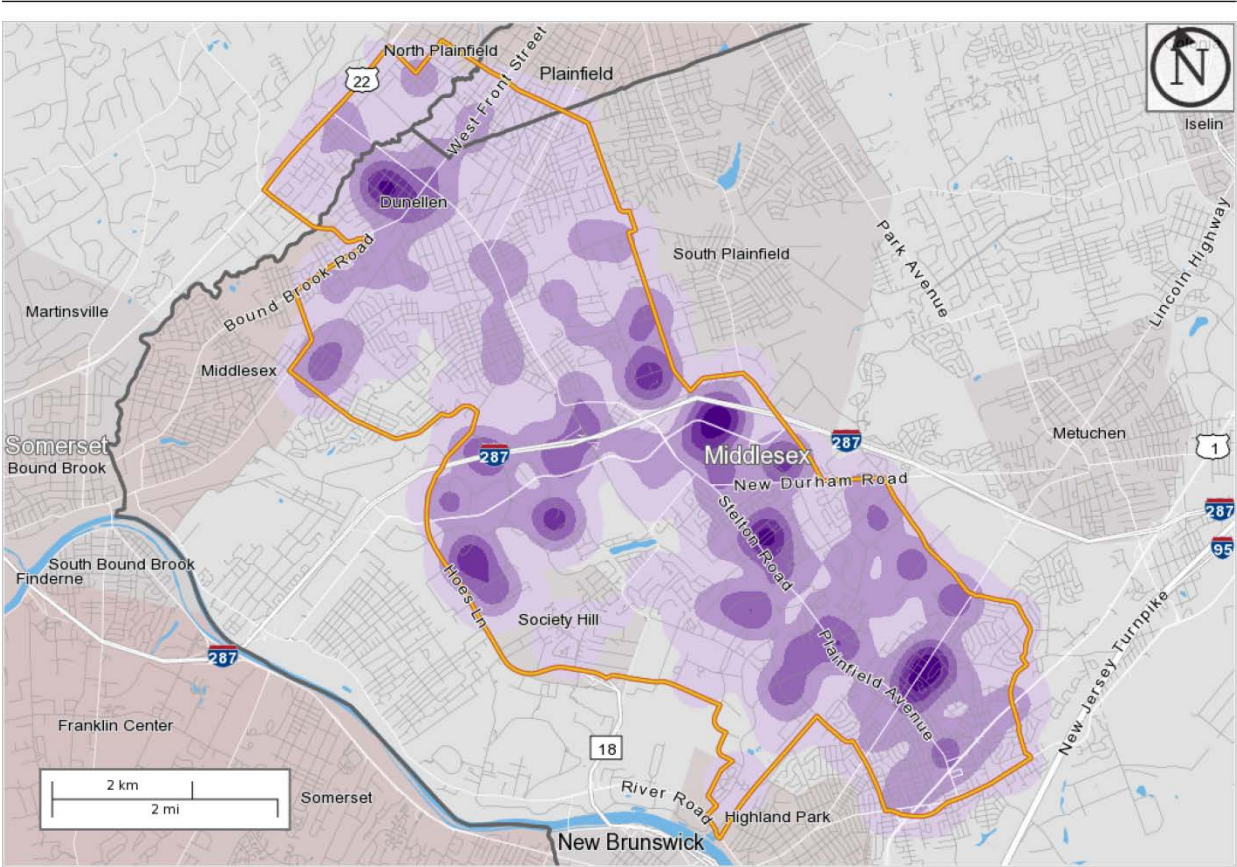 North Plainfield
West Front Street
22
Plainfield
N
Iselin
Dunellen
Lincoln Highway
Park Avenue
South Plainfield
Bound Brook Road
Martinsville
Middlesex
Metuchen
1
Somerset
Bound Brook
287
287
Middlesex
New Durham Road
287
95
Stelton Road
South Bound Brook
Finderne
Hoes Ln
Society Hill
287
Plainfield Avenue
New Jersey Turnpike
Franklin Center
18
2 km
2 mi
Somerset
River Road
Highland Park
New Brunswick